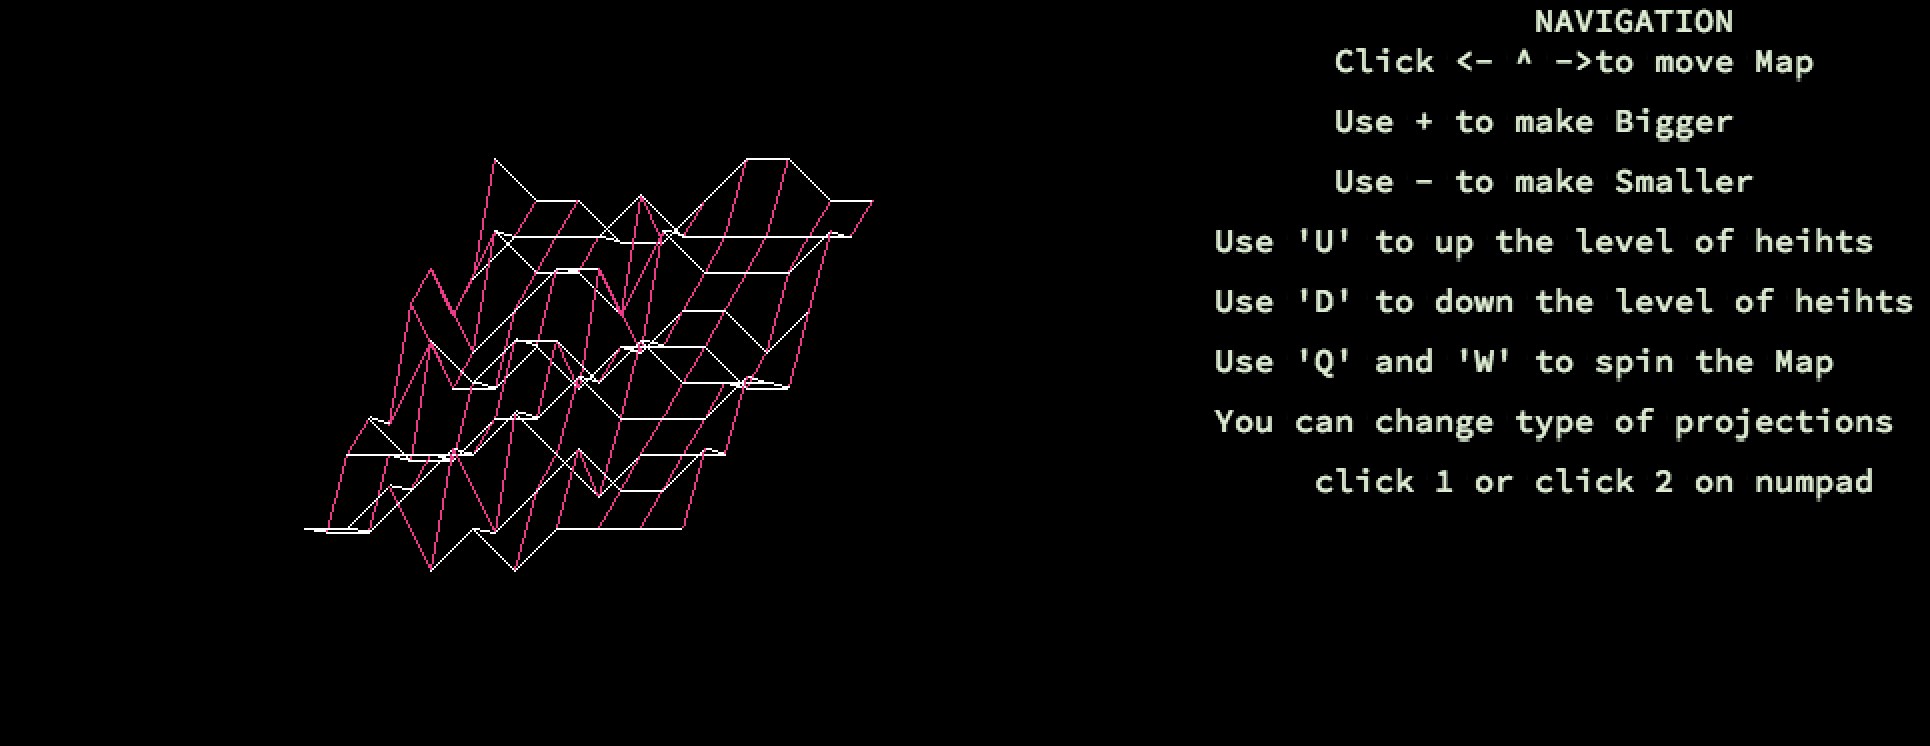 NAVIGATION
Click <- ^ ->to move Map
Use + to make Bigger
Use - to make Smaller
Use 'U' to up the level of heihts
Use 'D' to down the level of heihts
Use 'Q' and 'W' to spin the Map
You can change type of projections
click 1 or click 2 on numpad